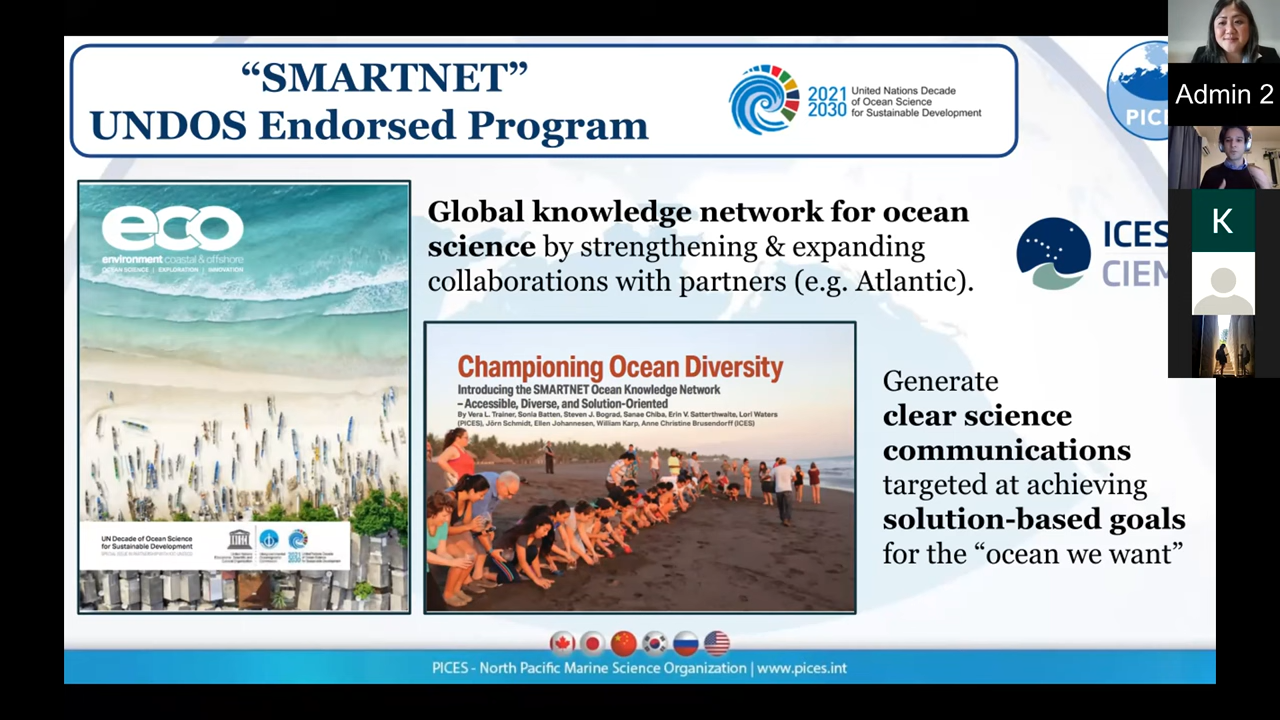 “SMARTNET”
UNDOS Endorsed Program
2021
2030
United Nations Decade
of Ocean Science
for Sustainable Development
PICE
Admin 2
K
eco
environment coastal & offshore
OCEAN SCIENCE | EXPLORATION | INNOVATION
UN Decade of Ocean Science
for Sustainable Development
Global knowledge network for ocean
science by strengthening & expanding
collaborations with partners (e.g. Atlantic).
ICES
CIEM
Championing Ocean Diversity
Introducing the SMARTNET Ocean Knowledge Network
– Accessible, Diverse, and Solution-Oriented
By Vera L. Trainer, Sonia Batten, Steven J. Bograd, Sanae Chiba, Erin V. Satterthwaite, Lori Waters
(PICES), Jörn Schmidt, Ellen Johannesen, William Karp, Anne Christine Brusendorff (ICES)
Generate
clear science
communications
targeted at achieving
solution-based goals
for the “ocean we want”
PICES - North Pacific Marine Science Organization | www.pices.int